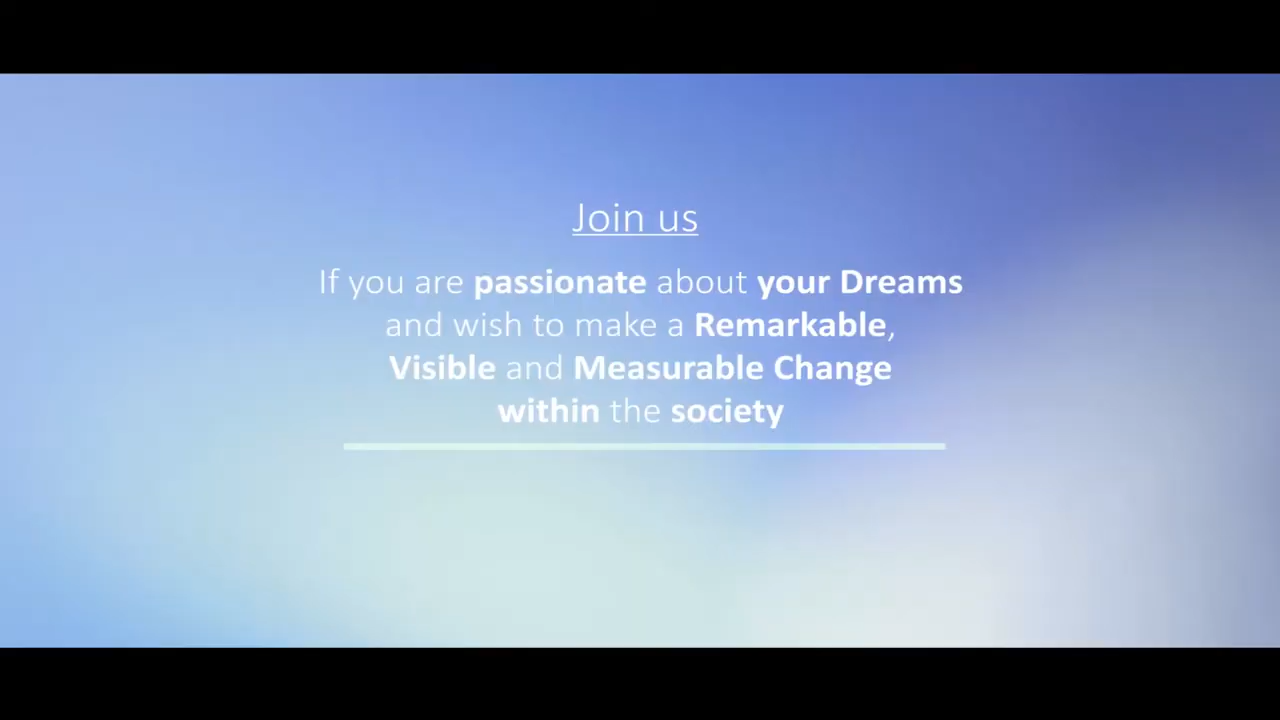 Join us
If you are passionate about your Dreams
and wish to make a Remarkable,
Visible and Measurable Change
within the society